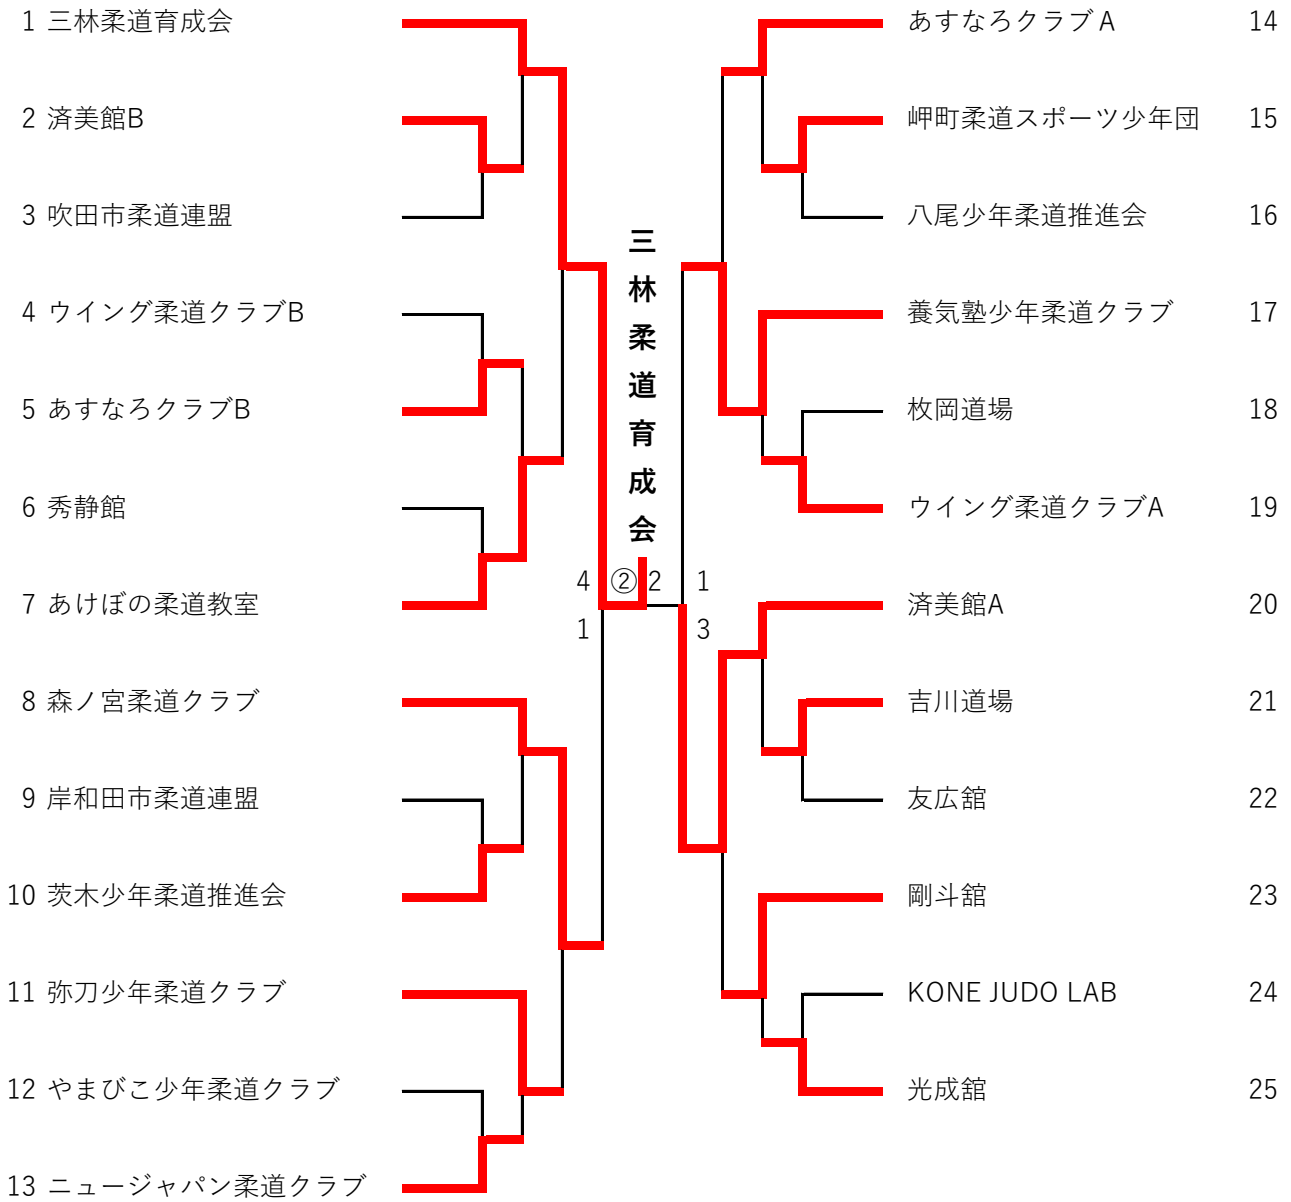 1 三林柔道育成会
2 済美館B
3 吹田市柔道連盟
4 ウイング柔道クラブB
5 あすなろクラブB
6 秀静館
7 あけぼの柔道教室
8 森ノ宮柔道クラブ
9 岸和田市柔道連盟
10 茨木少年柔道推進会
11 弥刀少年柔道クラブ
12 やまびこ少年柔道クラブ
13 ニュージャパン柔道クラブ
三林柔道育成会
4 ② 2 1
1 3
あすなろクラブA 14
岬町柔道スポーツ少年団 15
八尾少年柔道推進会 16
養気塾少年柔道クラブ 17
枚岡道場 18
ウイング柔道クラブA 19
済美館A 20
吉川道場 21
友広舘 22
剛斗舘 23
KONE JUDO LAB 24
光成舘 25